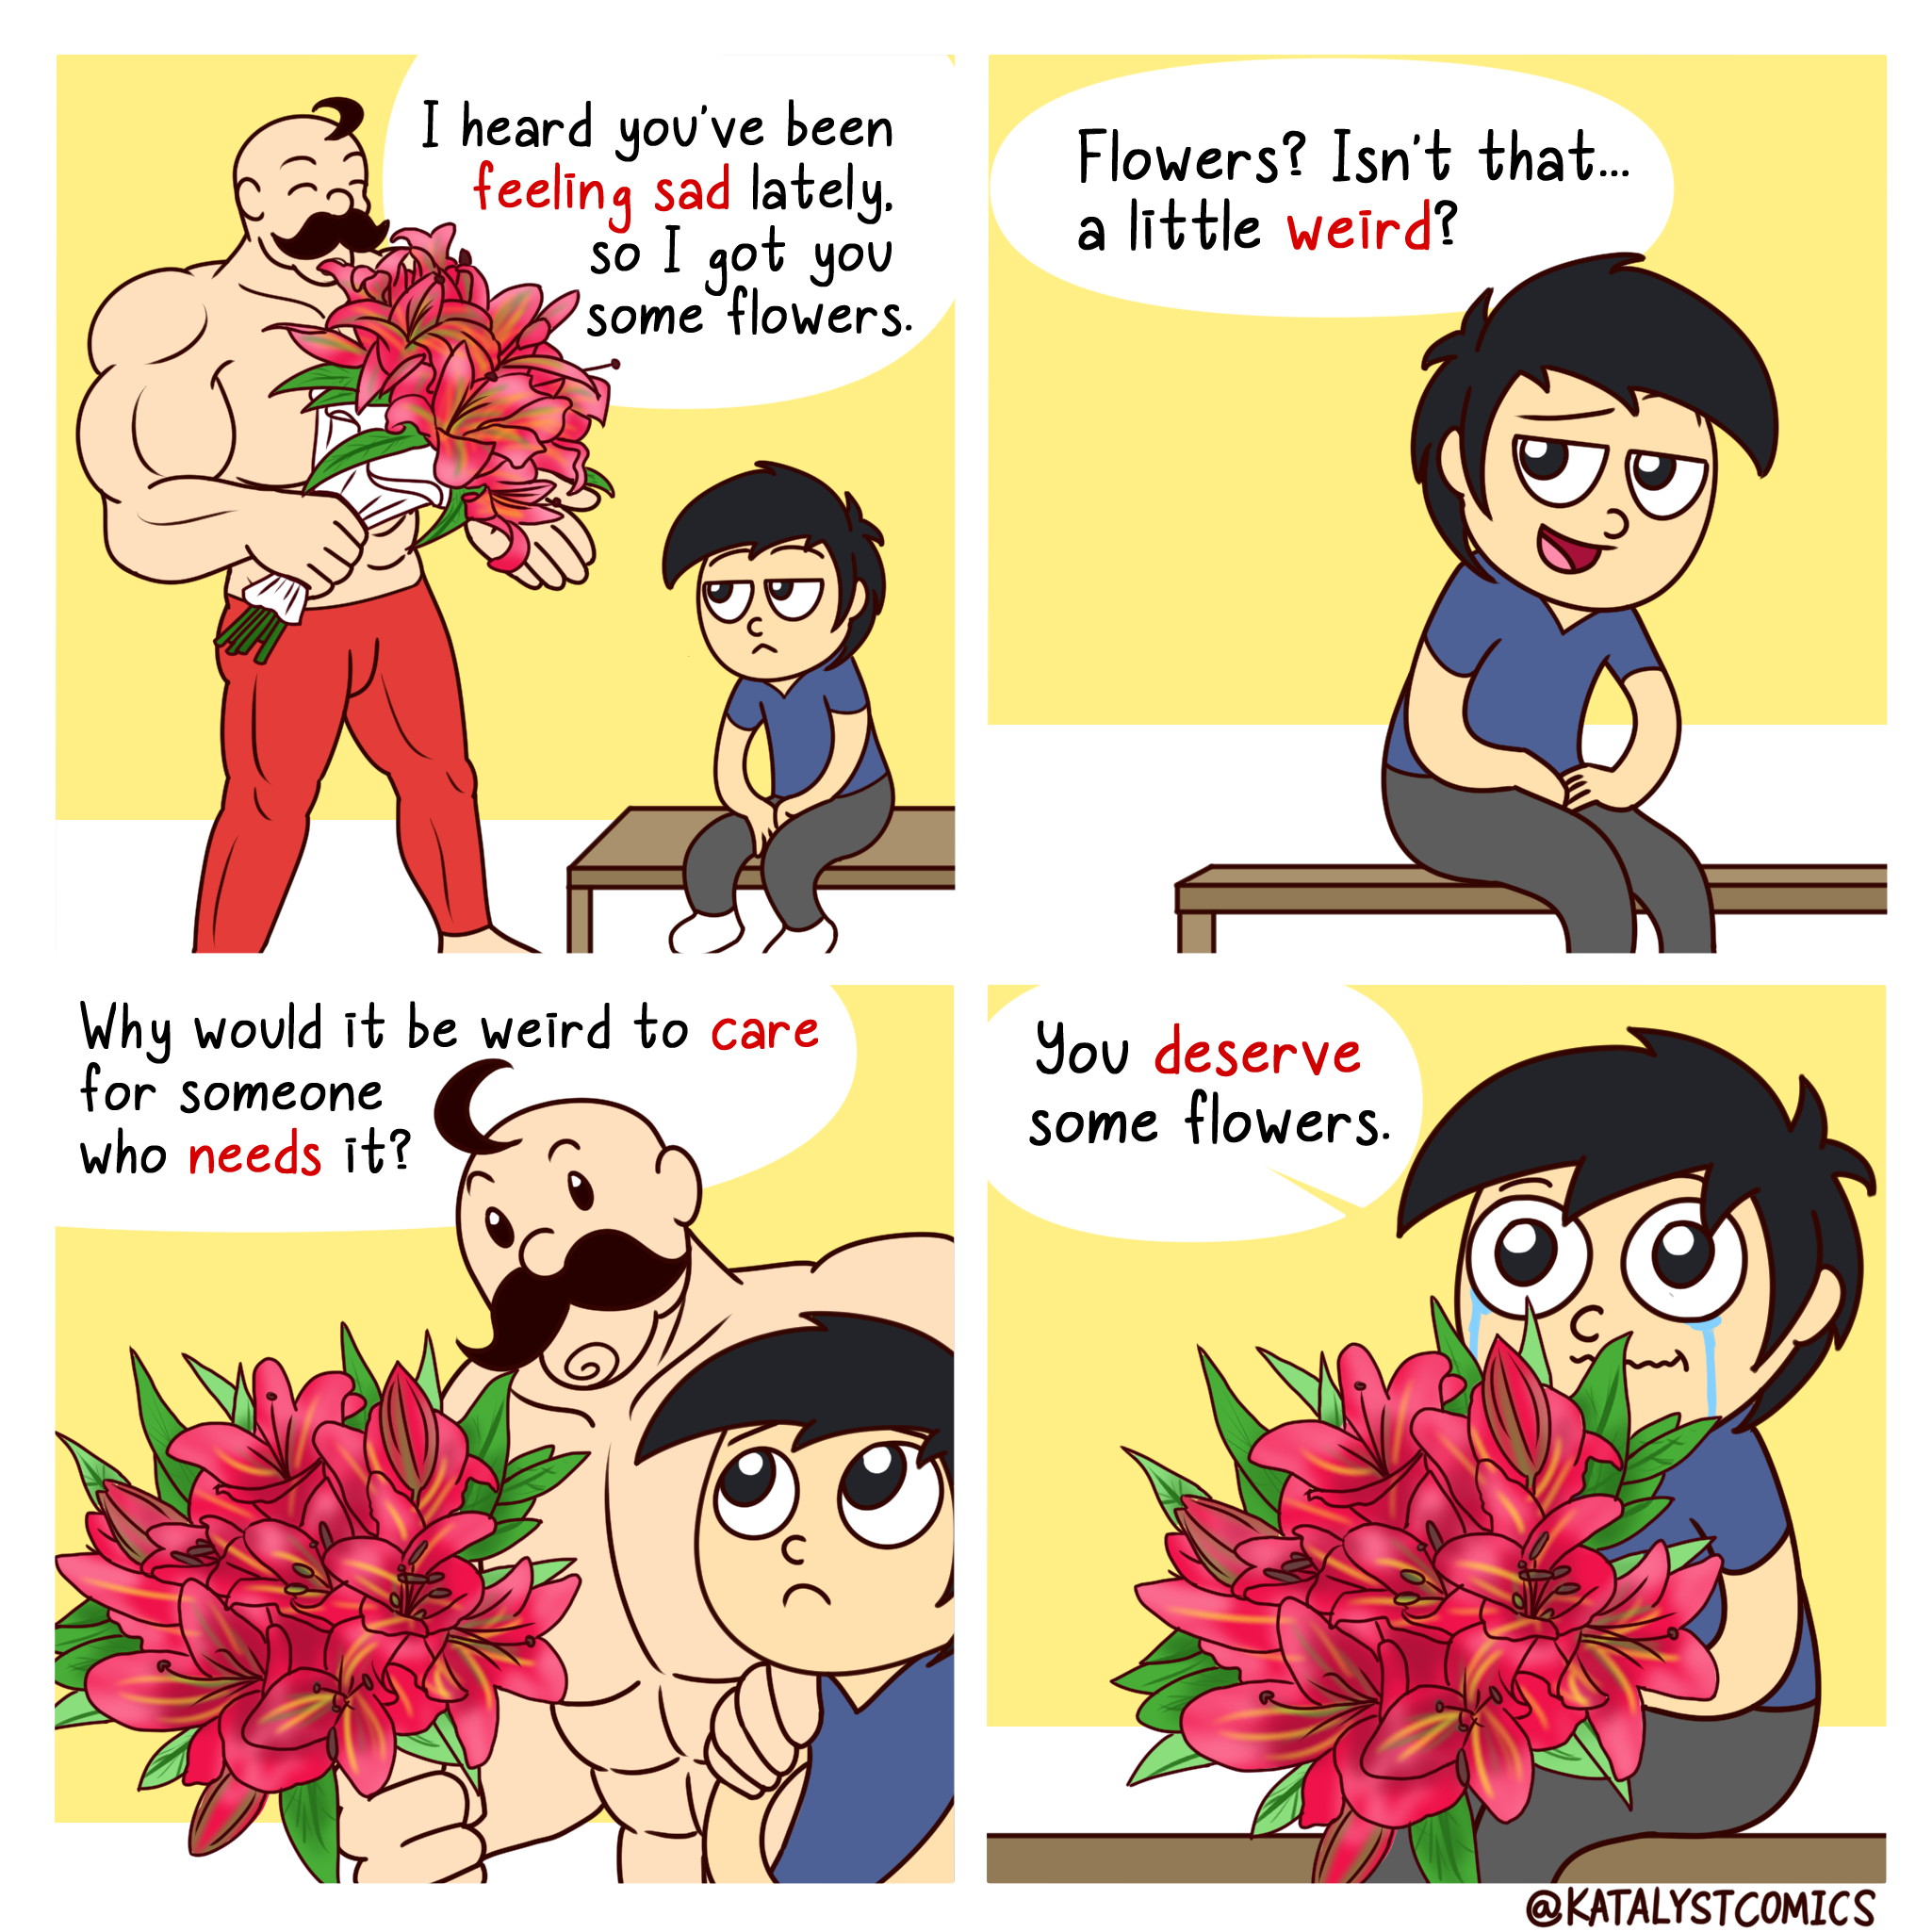 I heard you've been
feeling sad lately,
so I got you
some flowers.
Flowers? Isn't that...
a little weird?
Why would it be weird to care
for someone
who needs it?
You deserve
some flowers.
@KATALYSTCOMICS